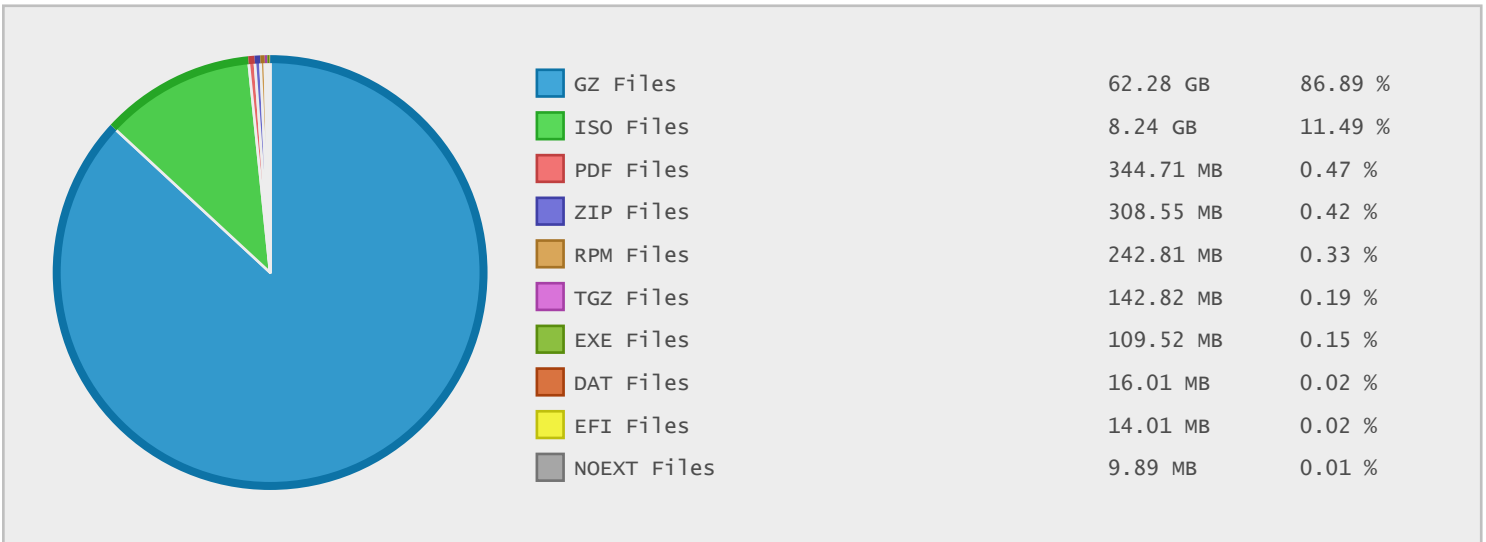 GZ Files 62.28 GB 86.89 %
ISO Files 8.24 GB 11.49 %
PDF Files 344.71 MB 0.47 %
ZIP Files 308.55 MB 0.42 %
RPM Files 242.81 MB 0.33 %
TGZ Files 142.82 MB 0.19 %
EXE Files 109.52 MB 0.15 %
DAT Files 16.01 MB 0.02 %
EFI Files 14.01 MB 0.02 %
NOEXT Files 9.89 MB 0.01 %